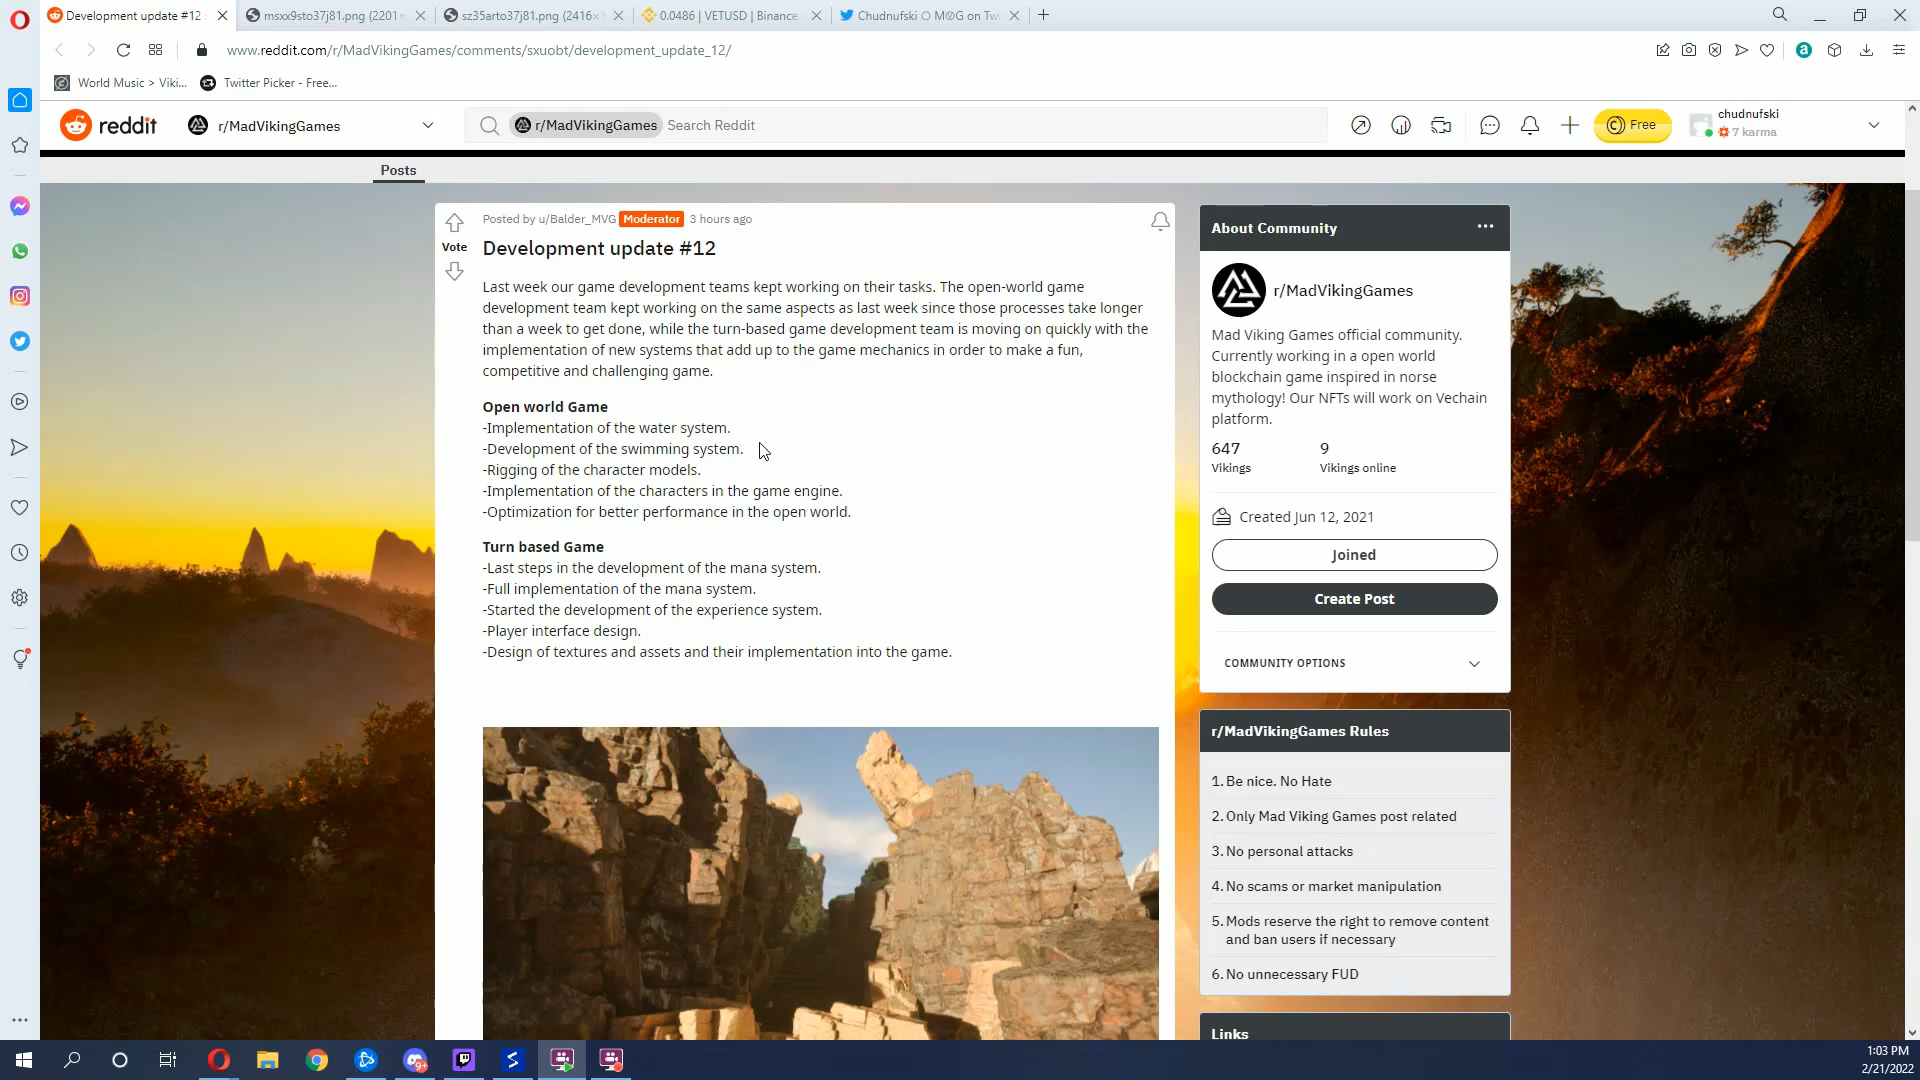 Development update #12
msxx9sto37j81.png (2201×
sz35arto37j81.png (2416×
0.0486 | VETUSD | Binance
Chudnufski ⬡ M⦻G on Tw
www.reddit.com/r/MadVikingGames/comments/sxuobt/development_update_12/
World Music > Viki...
Twitter Picker - Free...
reddit
r/MadVikingGames
r/MadVikingGames
Search Reddit
Free
chudnufski
7 karma
Posts
Posted by u/Balder_MVG Moderator 3 hours ago
Vote
Development update #12
Last week our game development teams kept working on their tasks. The open-world game
development team kept working on the same aspects as last week since those processes take longer
than a week to get done, while the turn-based game development team is moving on quickly with the
implementation of new systems that add up to the game mechanics in order to make a fun,
competitive and challenging game.
Open world Game
-Implementation of the water system.
-Development of the swimming system.
-Rigging of the character models.
-Implementation of the characters in the game engine.
-Optimization for better performance in the open world.
Turn based Game
-Last steps in the development of the mana system.
-Full implementation of the mana system.
-Started the development of the experience system.
-Player interface design.
-Design of textures and assets and their implementation into the game.
About Community
r/MadVikingGames
Mad Viking Games official community.
Currently working in a open world
blockchain game inspired in norse
mythology! Our NFTs will work on Vechain
platform.
647
9
Vikings
Vikings online
Created Jun 12, 2021
Joined
Create Post
COMMUNITY OPTIONS
r/MadVikingGames Rules
1. Be nice. No Hate
2. Only Mad Viking Games post related
3. No personal attacks
4. No scams or market manipulation
5. Mods reserve the right to remove content
and ban users if necessary
6. No unnecessary FUD
Links
9+
1:03 PM
2/21/2022